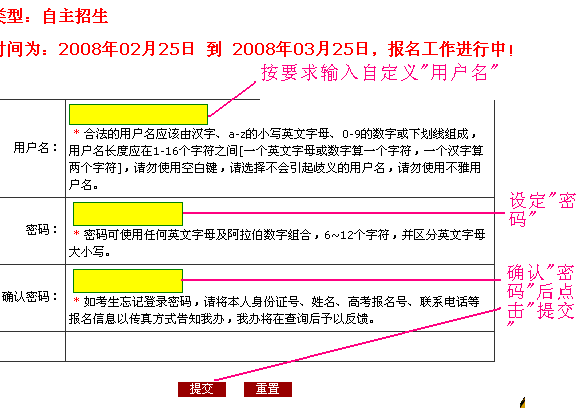 类型：自主招生
时间为：2008年02月25日 到 2008年03月25日，报名工作进行中！
按要求输入自定义"用户名"
用户名：
* 合法的用户名应该由汉字、a-z的小写英文字母、0-9的数字或下划线组成，
用户名长度应在1-16个字符之间[一个英文字母或数字算一个字符，一个汉字算
两个字符]，请勿使用空白键，请选择不会引起歧义的用户名，请勿使用不雅用
户名。
设定"密
码"
密码：
* 密码可使用任何英文字母及阿拉伯数字组合，6~12个字符，并区分英文字母
大小写。
确认"密
码"后点
击"提交
"
确认密码：
* 如考生忘记登录密码，请将本人身份证号、姓名、高考报名号、联系电话等
报名信息以传真方式告知我办，我办将在查询后予以反馈。
提交
重置